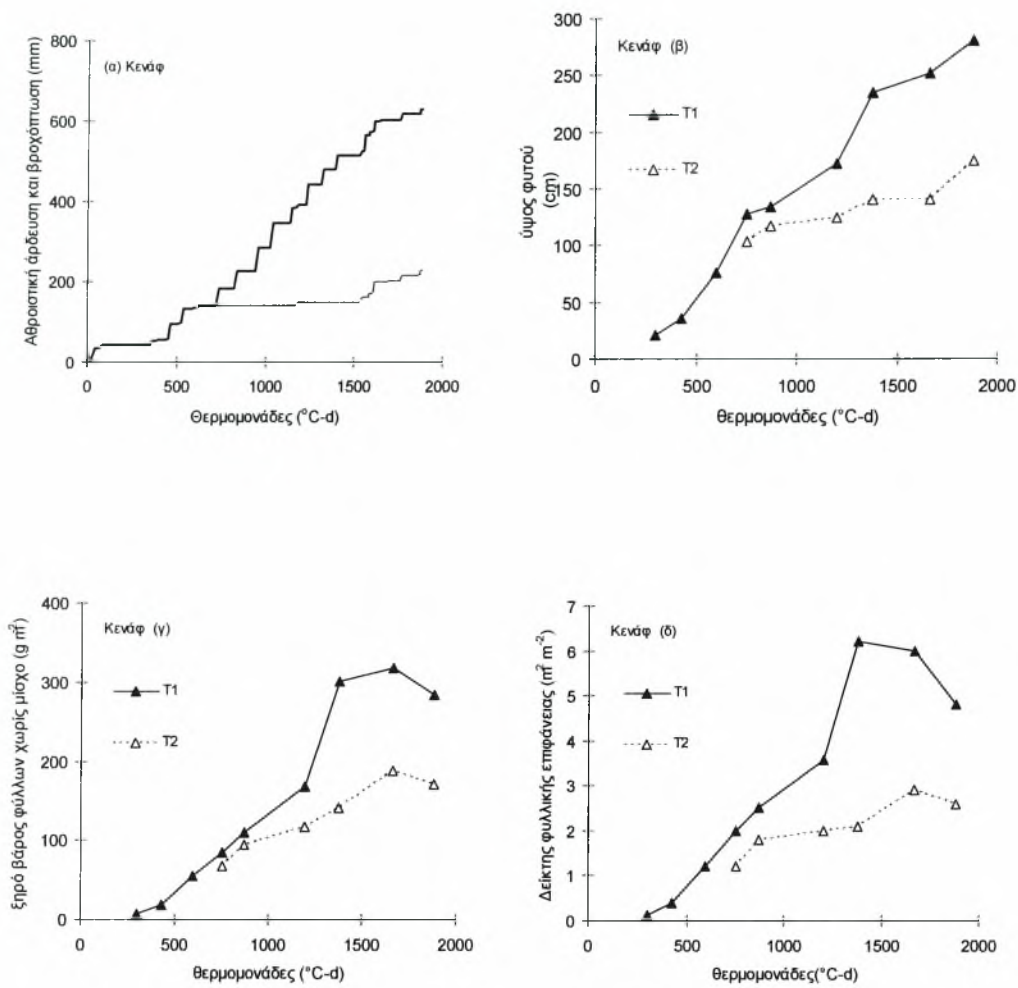 800
600
400
200
0
(α) Κενάφ
Αθροιστική άρδευση και βροχόπτωση (mm)
0 500 1000 1500 2000
Θερμομονάδες (°C-d)
300
250
200
150
100
50
0
Κενάφ (β)
T1
T2
ύψος φυτού
(cm)
0 500 1000 1500 2000
θερμομονάδες (°C-d)
400
300
200
100
0
Κενάφ (γ)
T1
T2
ξηρό βάρος φύλλων χωρίς μίσχο (g m²)
0 500 1000 1500 2000
θερμομονάδες(°C-d)
7
6
5
4
3
2
1
0
Κενάφ (δ)
T1
T2
Δείκτης φυλλικής επιφάνειας (m² m⁻²)
0 500 1000 1500 2000
θερμομονάδες(°C-d)